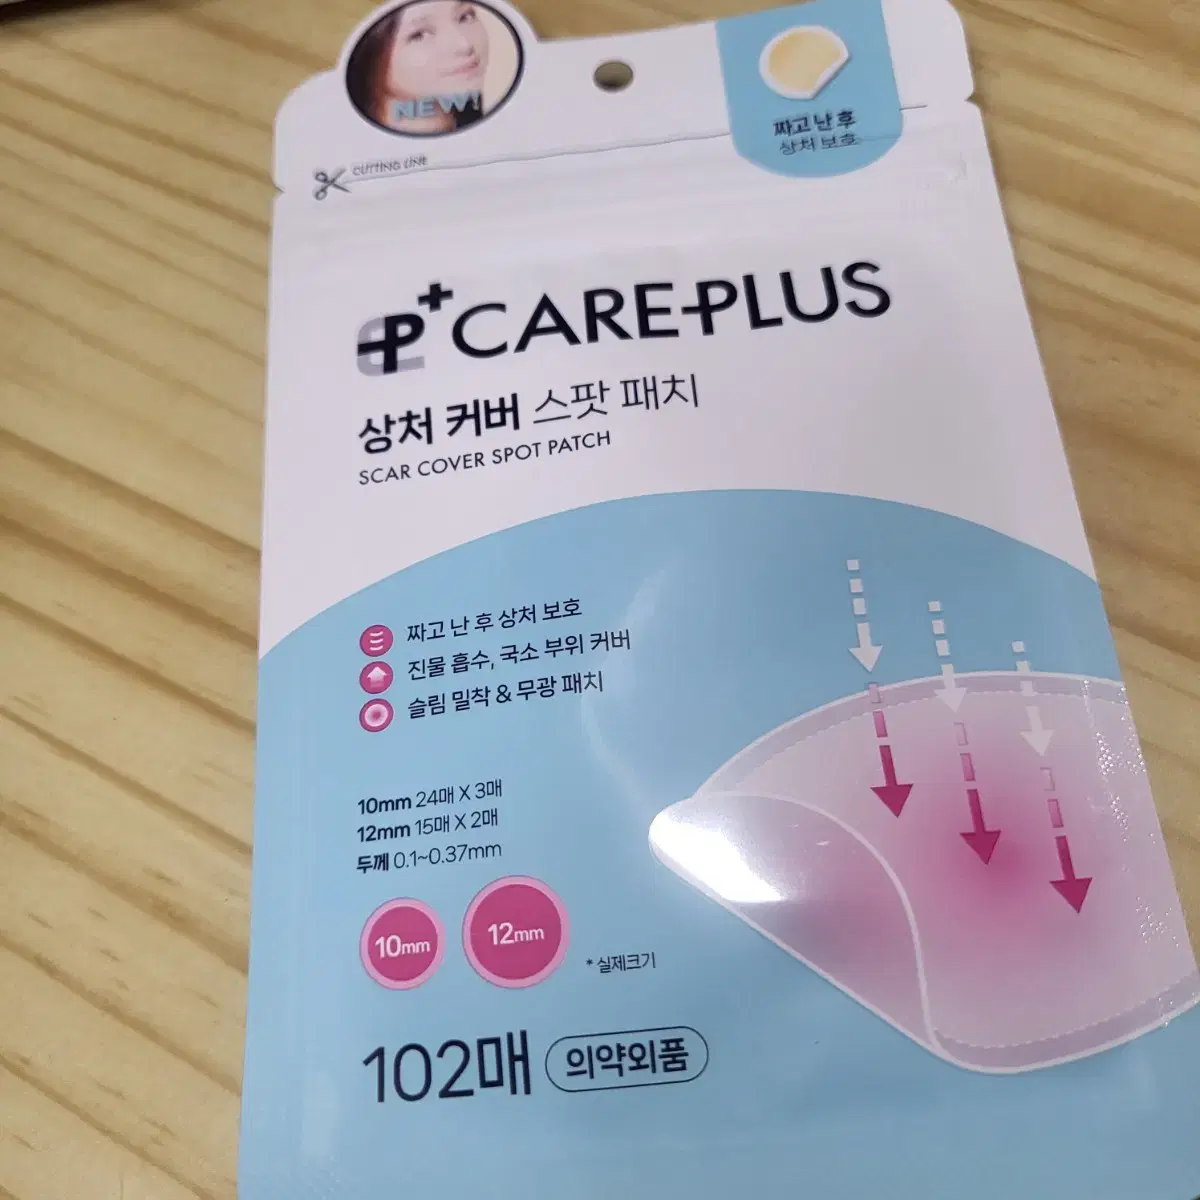 NEW!
짜고 난 후
상처 보호
CUTTING LINE
CARE+PLUS
상처 커버 스팟 패치
SCAR COVER SPOT PATCH
짜고 난 후 상처 보호
진물 흡수, 국소 부위 커버
슬림 밀착 & 무광 패치
10mm 24매 X 3매
12mm 15매 X 2매
두께 0.1~0.37mm
10mm
12mm
* 실제크기
102매 의약외품